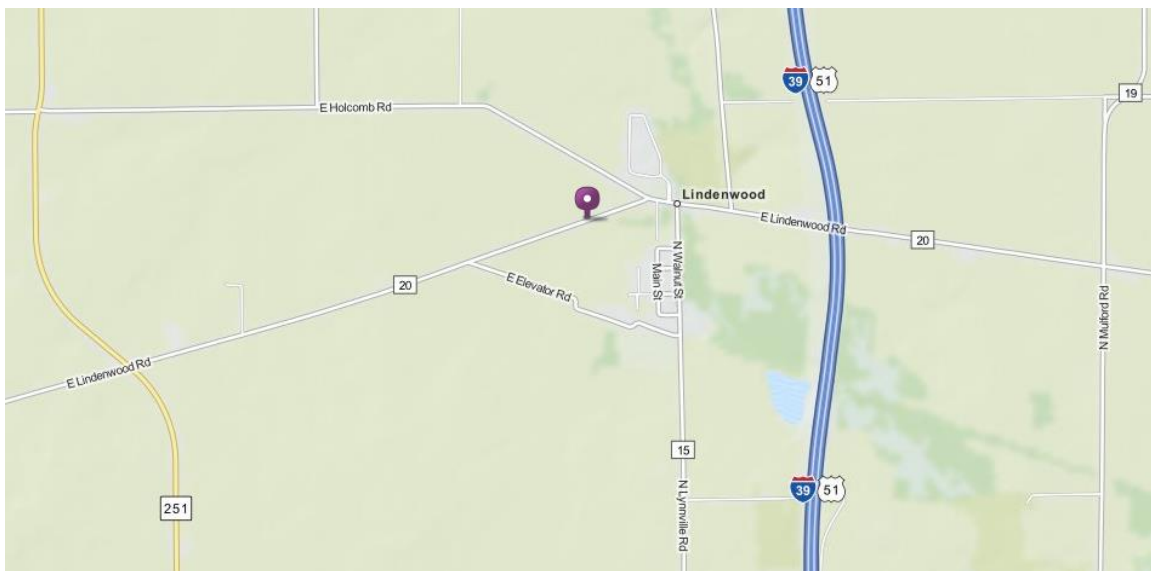 39 51
19
E Holcomb Rd
Lindenwood
E Lindenwood Rd
20
N Walnut St
Main St
E Elevator Rd
20
N Mulford Rd
E Lindenwood Rd
15
39 51
251
N Lynnville Rd